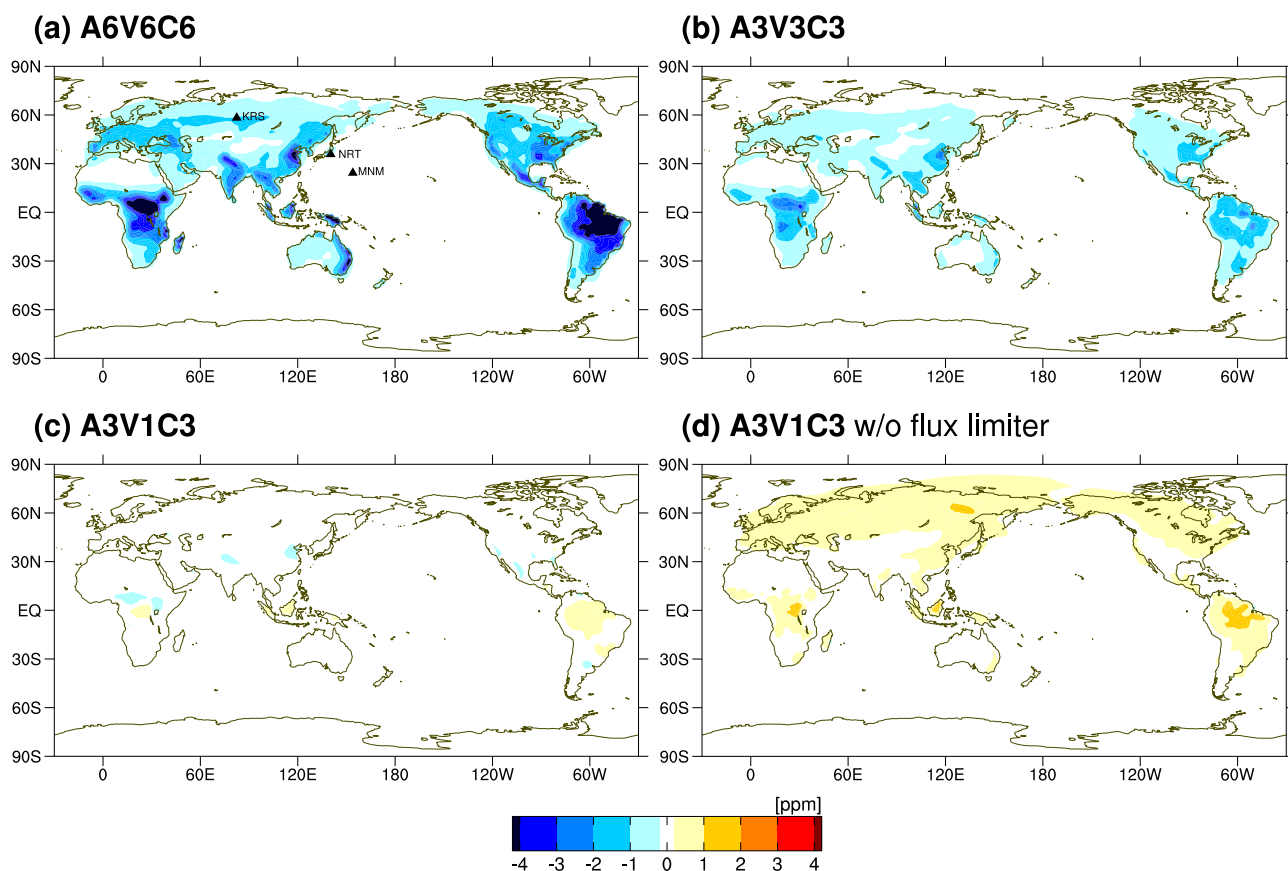 (a) A6V6C6
90N
60N
30N
EQ
30S
60S
90S
0
60E
120E
180
120W
60W
KRS
NRT
MNM
(b) A3V3C3
90N
60N
30N
EQ
30S
60S
90S
0
60E
120E
180
120W
60W
(c) A3V1C3
90N
60N
30N
EQ
30S
60S
90S
0
60E
120E
180
120W
60W
(d) A3V1C3 w/o flux limiter
90N
60N
30N
EQ
30S
60S
90S
0
60E
120E
180
120W
60W
[ppm]
-4 -3 -2 -1 0 1 2 3 4